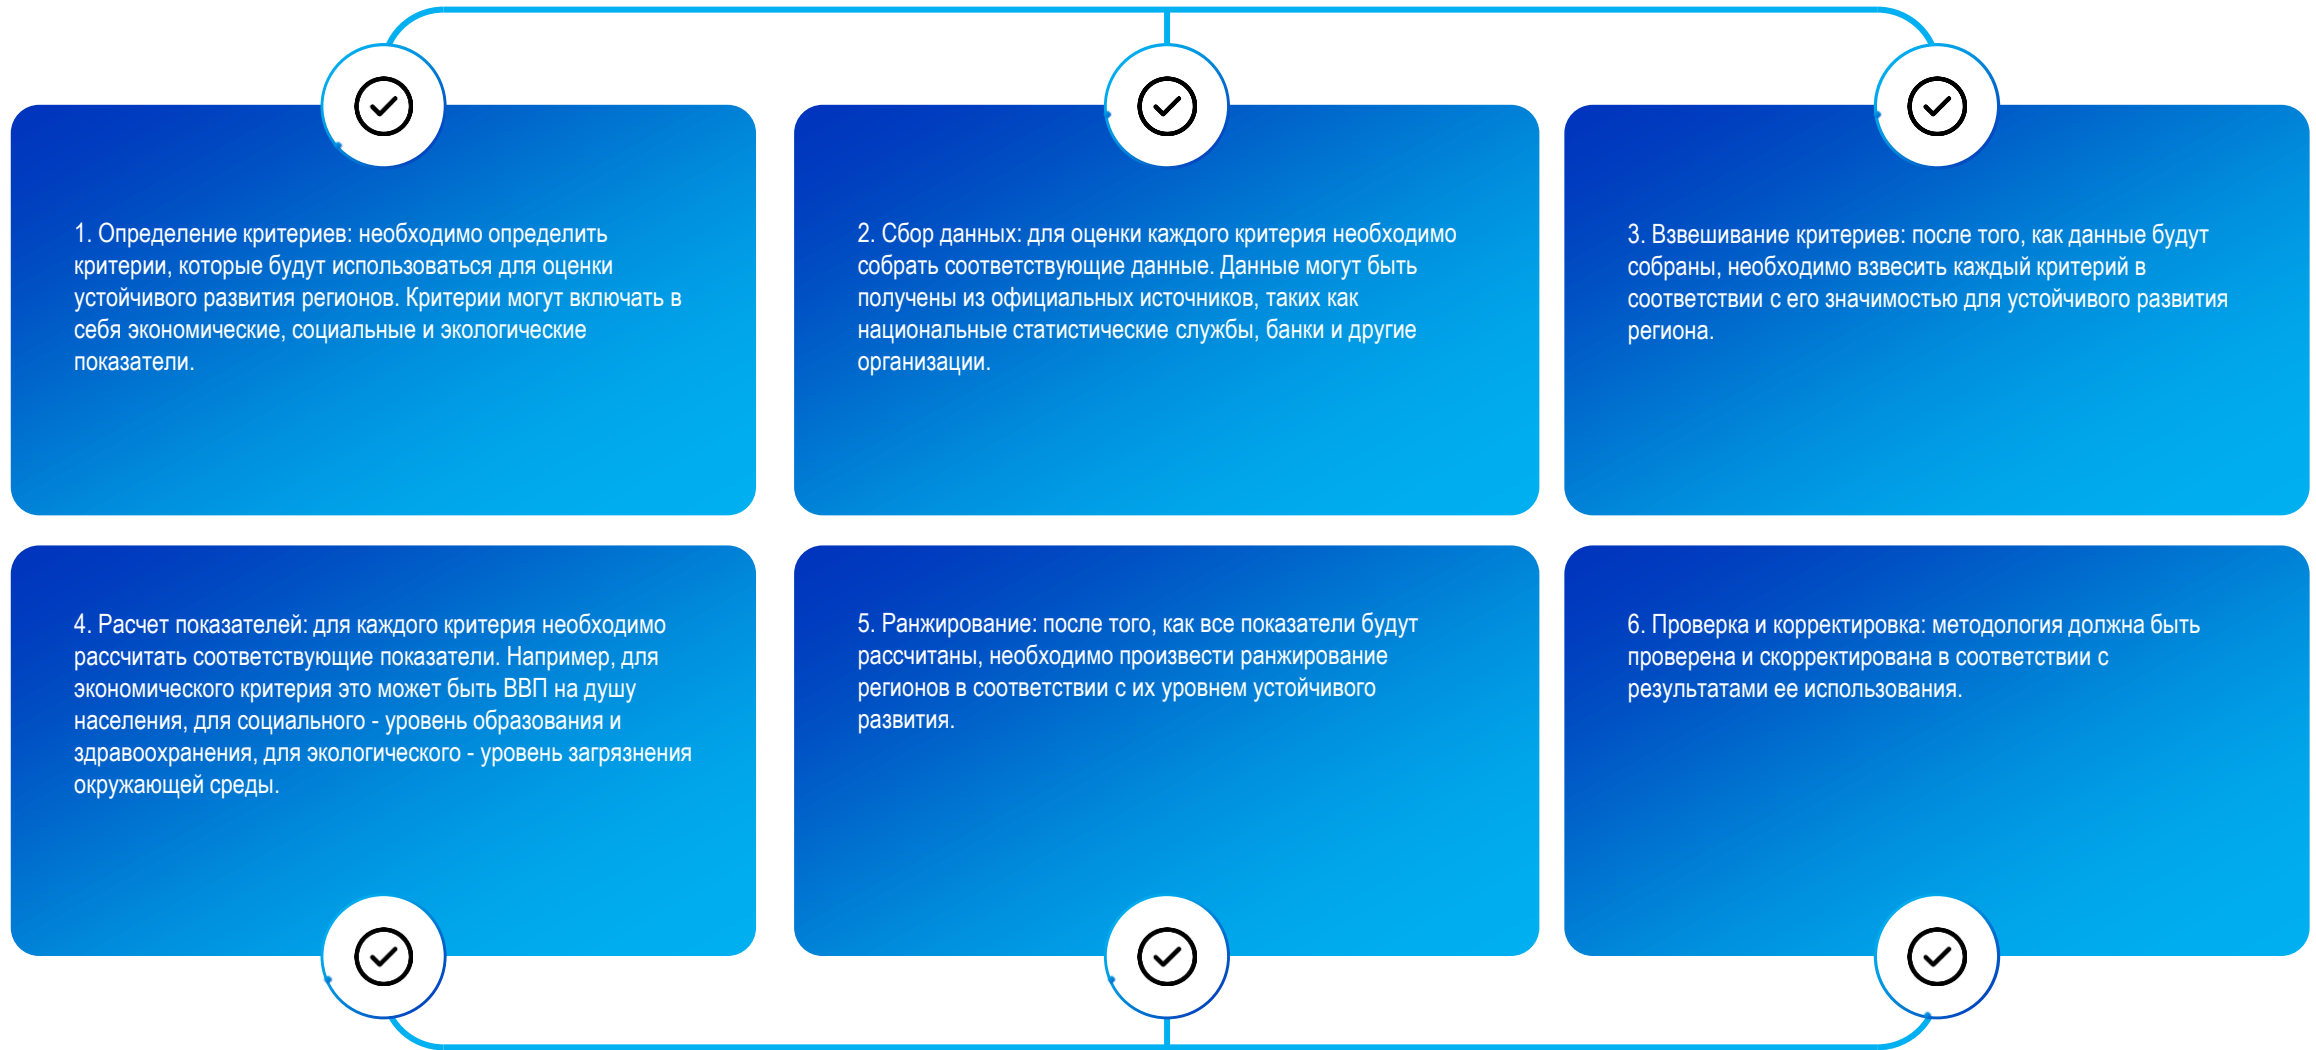 1. Определение критериев: необходимо определить
критерии, которые будут использоваться для оценки
устойчивого развития регионов. Критерии могут включать в
себя экономические, социальные и экологические
показатели.
2. Сбор данных: для оценки каждого критерия необходимо
собрать соответствующие данные. Данные могут быть
получены из официальных источников, таких как
национальные статистические службы, банки и другие
организации.
3. Взвешивание критериев: после того, как данные будут
собраны, необходимо взвесить каждый критерий в
соответствии с его значимостью для устойчивого развития
региона.
4. Расчет показателей: для каждого критерия необходимо
рассчитать соответствующие показатели. Например, для
экономического критерия это может быть ВВП на душу
населения, для социального - уровень образования и
здравоохранения, для экологического - уровень загрязнения
окружающей среды.
5. Ранжирование: после того, как все показатели будут
рассчитаны, необходимо произвести ранжирование
регионов в соответствии с их уровнем устойчивого
развития.
6. Проверка и корректировка: методология должна быть
проверена и скорректирована в соответствии с
результатами ее использования.